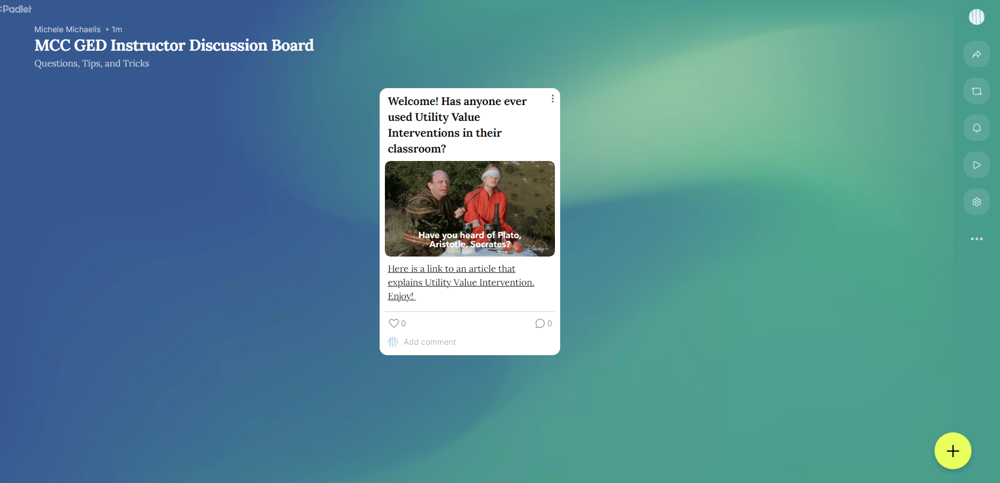 :Padlet
Michele Michaelis • 1m
MCC GED Instructor Discussion Board
Questions, Tips, and Tricks
Welcome! Has anyone ever
used Utility Value
Interventions in their
classroom?
Have you heard of Plato,
Aristotle, Socrates?
Disney+
Here is a link to an article that
explains Utility Value Intervention.
Enjoy!
0 0
Add comment